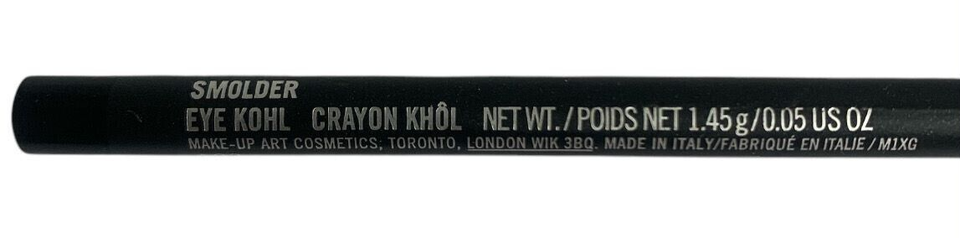 SMOLDER
EYE KOHL CRAYON KHÔL NET WT. / POIDS NET 1.45g/0.05 US OZ
MAKE-UP ART COSMETICS; TORONTO, LONDON WIK 3BQ. MADE IN ITALY/FABRIQUÉ EN ITALIE / M1XG